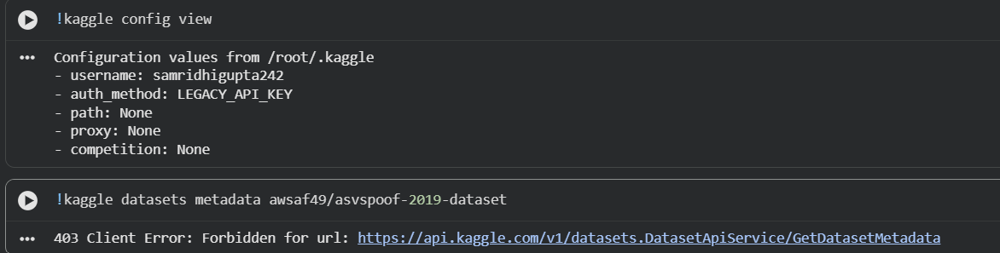 !kaggle config view
Configuration values from /root/.kaggle
- username: samridhigupta242
- auth_method: LEGACY_API_KEY
- path: None
- proxy: None
- competition: None
!kaggle datasets metadata awsaf49/asvspoof-2019-dataset
403 Client Error: Forbidden for url: https://api.kaggle.com/v1/datasets.DatasetApiService/GetDatasetMetadata